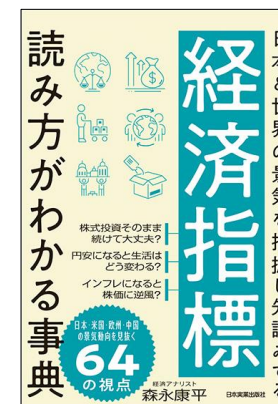 日本と世界の景気を把握し先読みする
経済指標
読み方がわかる事典
株式投資そのまま
続けて大丈夫?
円安になると生活は
どう変わる?
インフレになると
株価に逆風?
日本・米国・欧州・中国
の景気動向を見抜く
64
の視点
経済アナリスト
森永康平
日本実業出版社